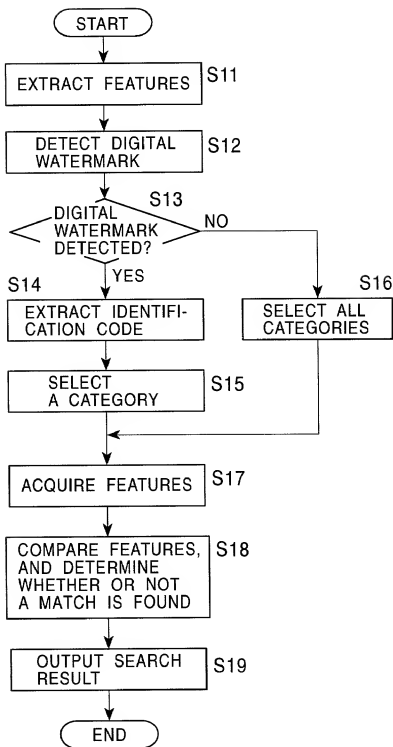 START
EXTRACT FEATURES
S11
DETECT DIGITAL
WATERMARK
S12
S13
DIGITAL
WATERMARK
DETECTED?
NO
YES
S14
EXTRACT IDENTIFI-
CATION CODE
S16
SELECT ALL
CATEGORIES
SELECT
A CATEGORY
S15
ACQUIRE FEATURES
S17
COMPARE FEATURES,
AND DETERMINE
WHETHER OR NOT
A MATCH IS FOUND
S18
OUTPUT SEARCH
RESULT
S19
END